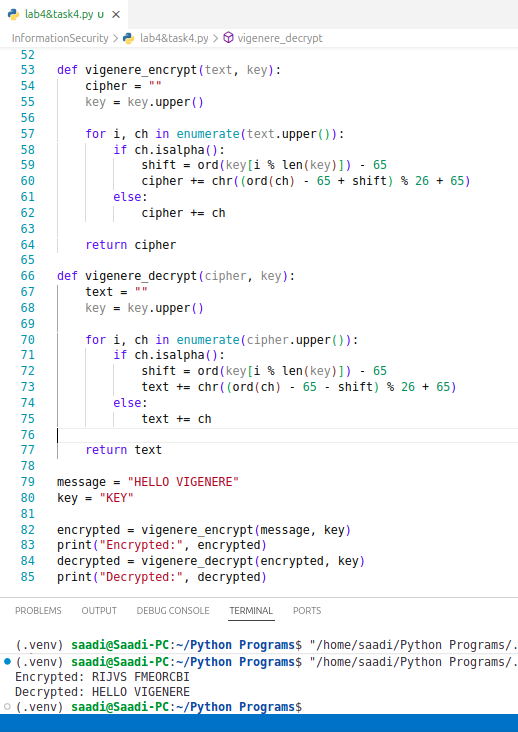 lab4&task4.py U ×
InformationSecurity > lab4&task4.py > vigenere_decrypt
52
53 def vigenere_encrypt(text, key):
54     cipher = ""
55     key = key.upper()
56
57     for i, ch in enumerate(text.upper()):
58         if ch.isalpha():
59             shift = ord(key[i % len(key)]) - 65
60             cipher += chr((ord(ch) - 65 + shift) % 26 + 65)
61         else:
62             cipher += ch
63
64     return cipher
65
66 def vigenere_decrypt(cipher, key):
67     text = ""
68     key = key.upper()
69
70     for i, ch in enumerate(cipher.upper()):
71         if ch.isalpha():
72             shift = ord(key[i % len(key)]) - 65
73             text += chr((ord(ch) - 65 - shift) % 26 + 65)
74         else:
75             text += ch
76
77     return text
78
79 message = "HELLO VIGENERE"
80 key = "KEY"
81
82 encrypted = vigenere_encrypt(message, key)
83 print("Encrypted:", encrypted)
84 decrypted = vigenere_decrypt(encrypted, key)
85 print("Decrypted:", decrypted)
PROBLEMS OUTPUT DEBUG CONSOLE TERMINAL PORTS
(.venv) saadi@Saadi-PC:~/Python Programs$ "/home/saadi/Python Programs/.
(.venv) saadi@Saadi-PC:~/Python Programs$ "/home/saadi/Python Programs/.
Encrypted: RIJVS FMEORCBI
Decrypted: HELLO VIGENERE
(.venv) saadi@Saadi-PC:~/Python Programs$